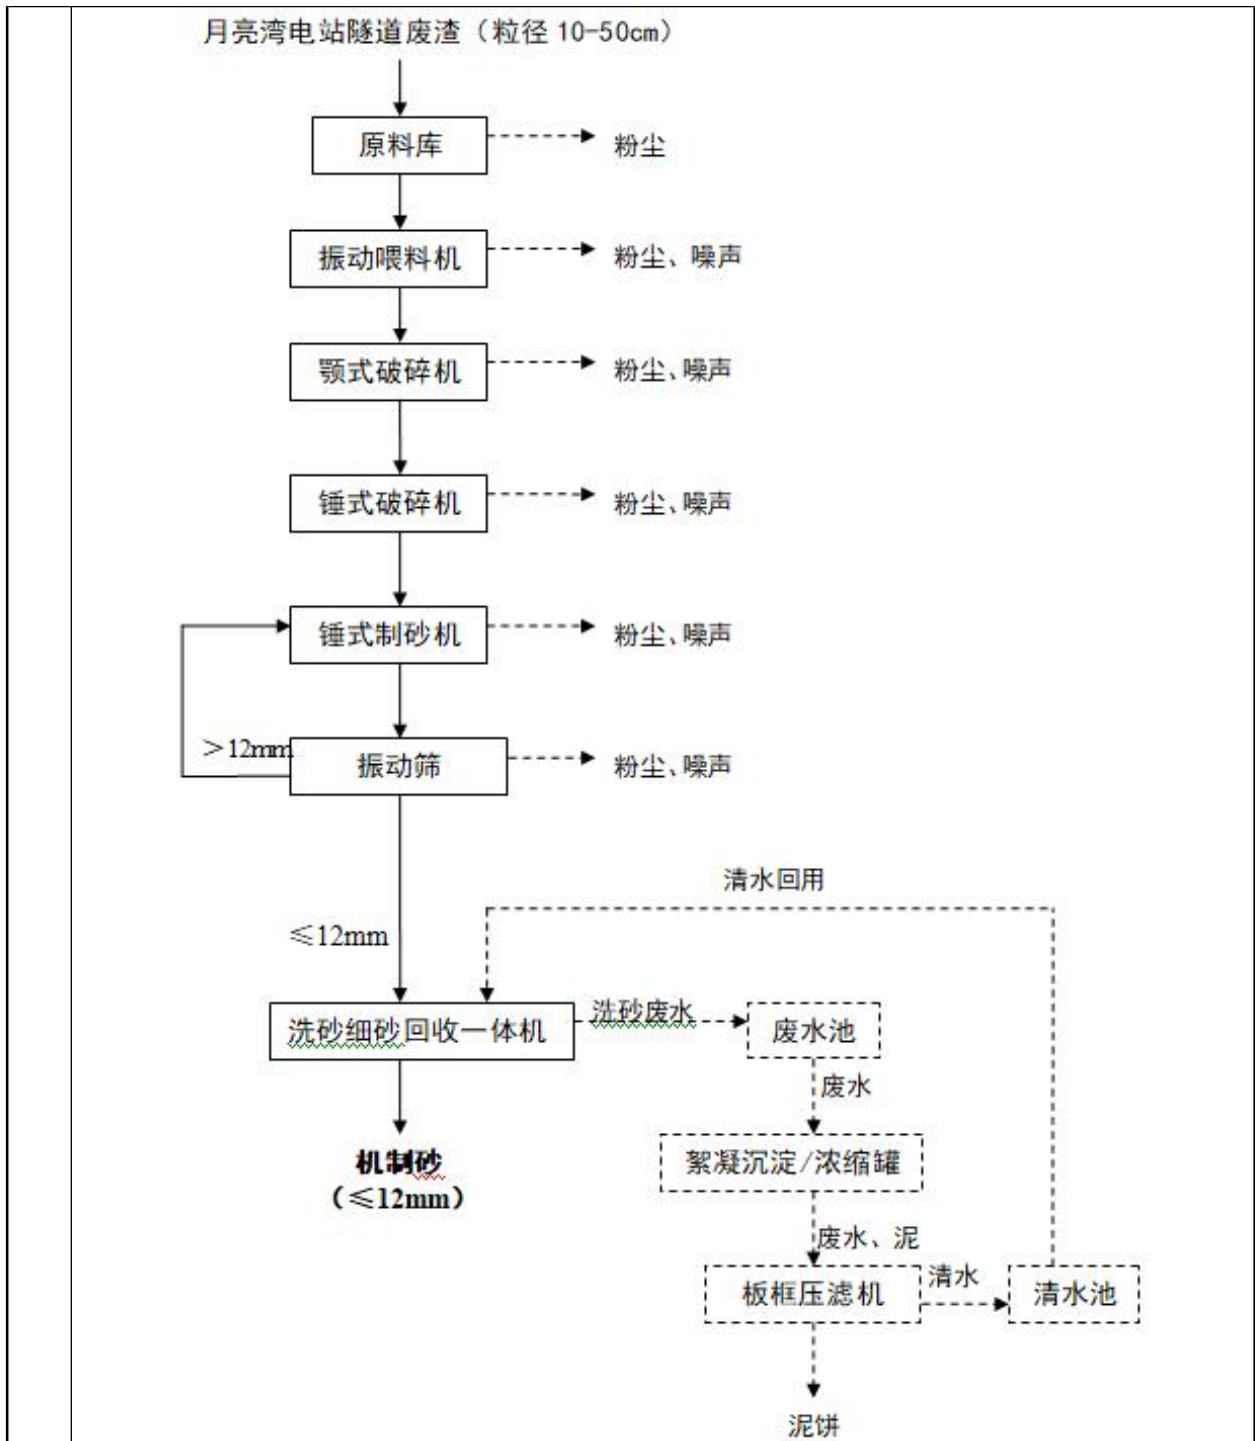 月亮湾电站隧道废渣（粒径 10-50cm）
原料库
粉尘
振动喂料机
粉尘、噪声
颚式破碎机
粉尘、噪声
锤式破碎机
粉尘、噪声
锤式制砂机
粉尘、噪声
＞12mm
振动筛
粉尘、噪声
清水回用
≤12mm
洗砂细砂回收一体机
洗砂废水
废水池
废水
机制砂
（≤12mm）
絮凝沉淀/浓缩罐
废水、泥
板框压滤机
清水
清水池
泥饼